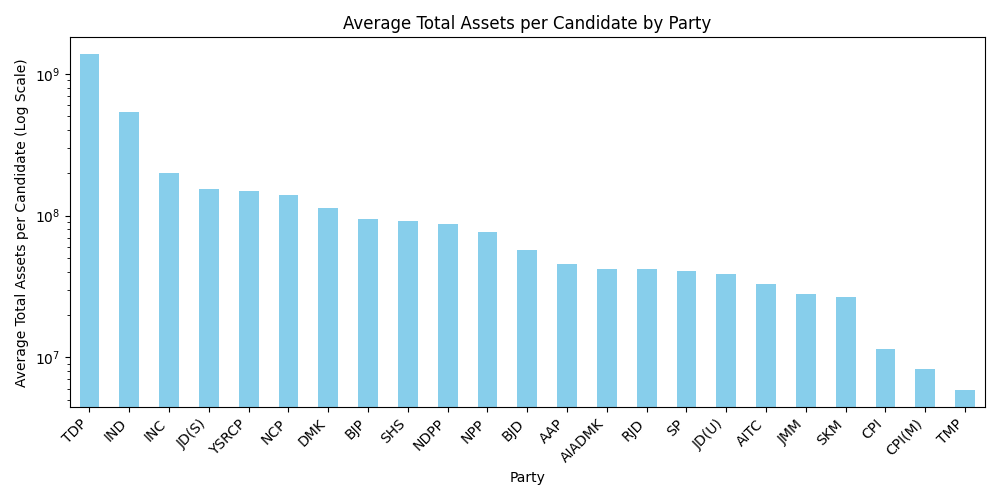 Average Total Assets per Candidate by Party
Average Total Assets per Candidate (Log Scale)
10⁹
10⁸
10⁷
TDP
IND
INC
JD(S)
YSRCP
NCP
DMK
BJP
SHS
NDPP
NPP
BJD
AAP
AIADMK
RJD
SP
JD(U)
AITC
JMM
SKM
CPI
CPI(M)
TMP
Party